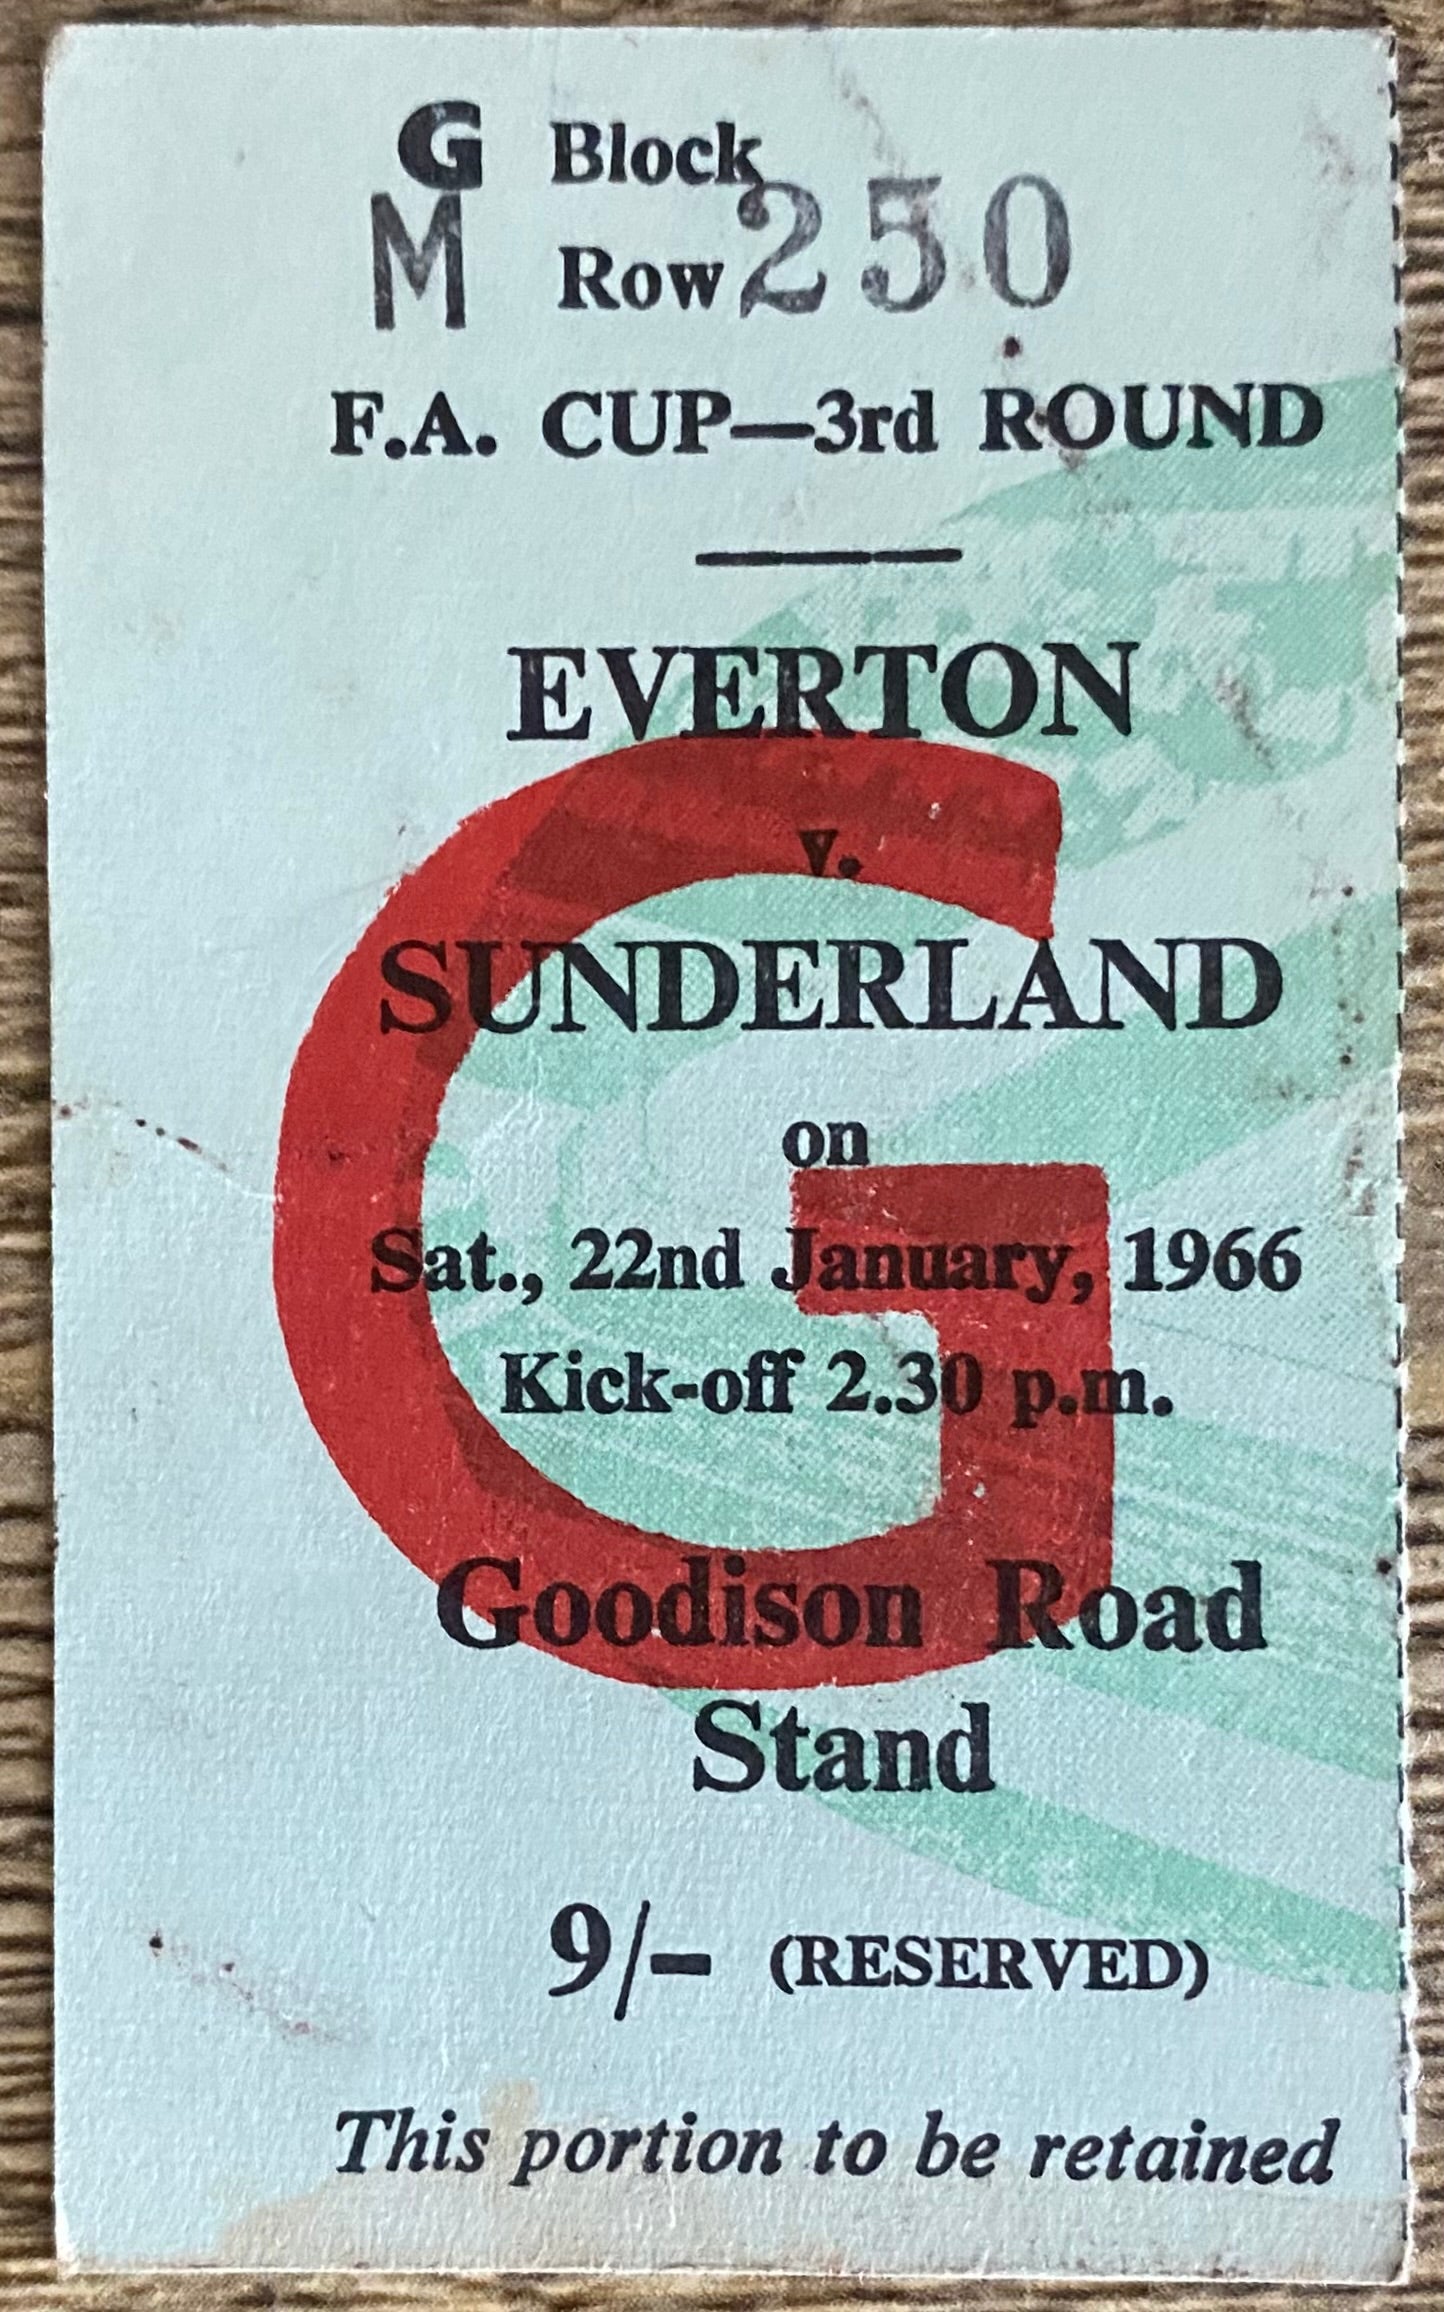 G Block
M Row 250
F.A. CUP—3rd ROUND
EVERTON
v.
SUNDERLAND
on
Sat., 22nd January, 1966
Kick-off 2.30 p.m.
G
Goodison Road
Stand
9/- (RESERVED)
This portion to be retained